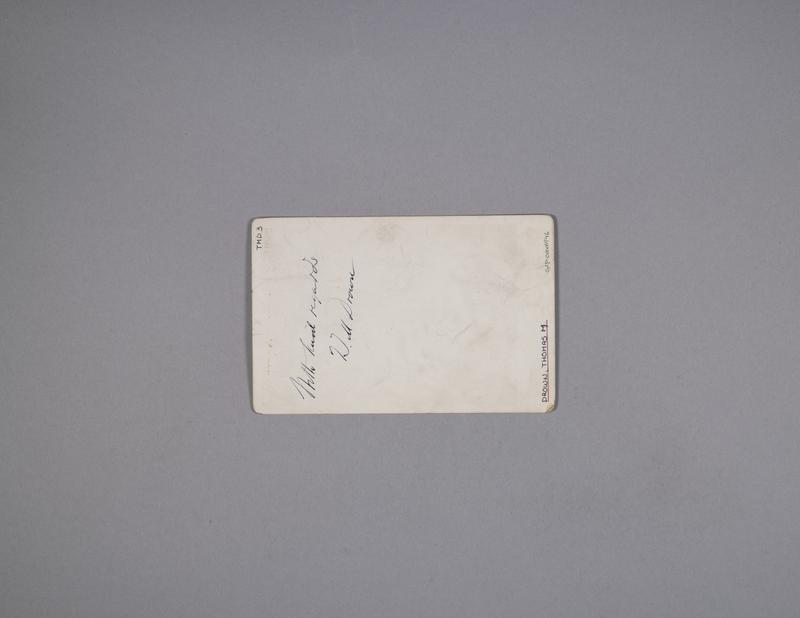 TMD 3
With kind regards
T. M. Drown
DROWN, THOMAS M.